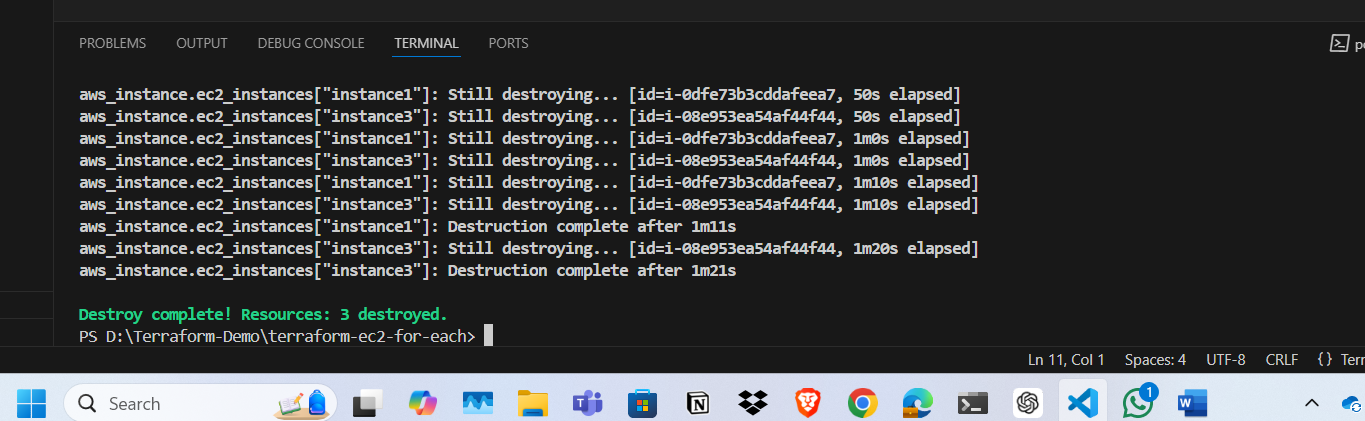 PROBLEMS OUTPUT DEBUG CONSOLE TERMINAL PORTS
aws_instance.ec2_instances["instance1"]: Still destroying... [id=i-0dfe73b3cddafeea7, 50s elapsed]
aws_instance.ec2_instances["instance3"]: Still destroying... [id=i-08e953ea54af44f44, 50s elapsed]
aws_instance.ec2_instances["instance1"]: Still destroying... [id=i-0dfe73b3cddafeea7, 1m0s elapsed]
aws_instance.ec2_instances["instance3"]: Still destroying... [id=i-08e953ea54af44f44, 1m0s elapsed]
aws_instance.ec2_instances["instance1"]: Still destroying... [id=i-0dfe73b3cddafeea7, 1m10s elapsed]
aws_instance.ec2_instances["instance3"]: Still destroying... [id=i-08e953ea54af44f44, 1m10s elapsed]
aws_instance.ec2_instances["instance1"]: Destruction complete after 1m11s
aws_instance.ec2_instances["instance3"]: Still destroying... [id=i-08e953ea54af44f44, 1m20s elapsed]
aws_instance.ec2_instances["instance3"]: Destruction complete after 1m21s
Destroy complete! Resources: 3 destroyed.
PS D:\Terraform-Demo\terraform-ec2-for-each>
Ln 11, Col 1 Spaces: 4 UTF-8 CRLF {}
Search 1